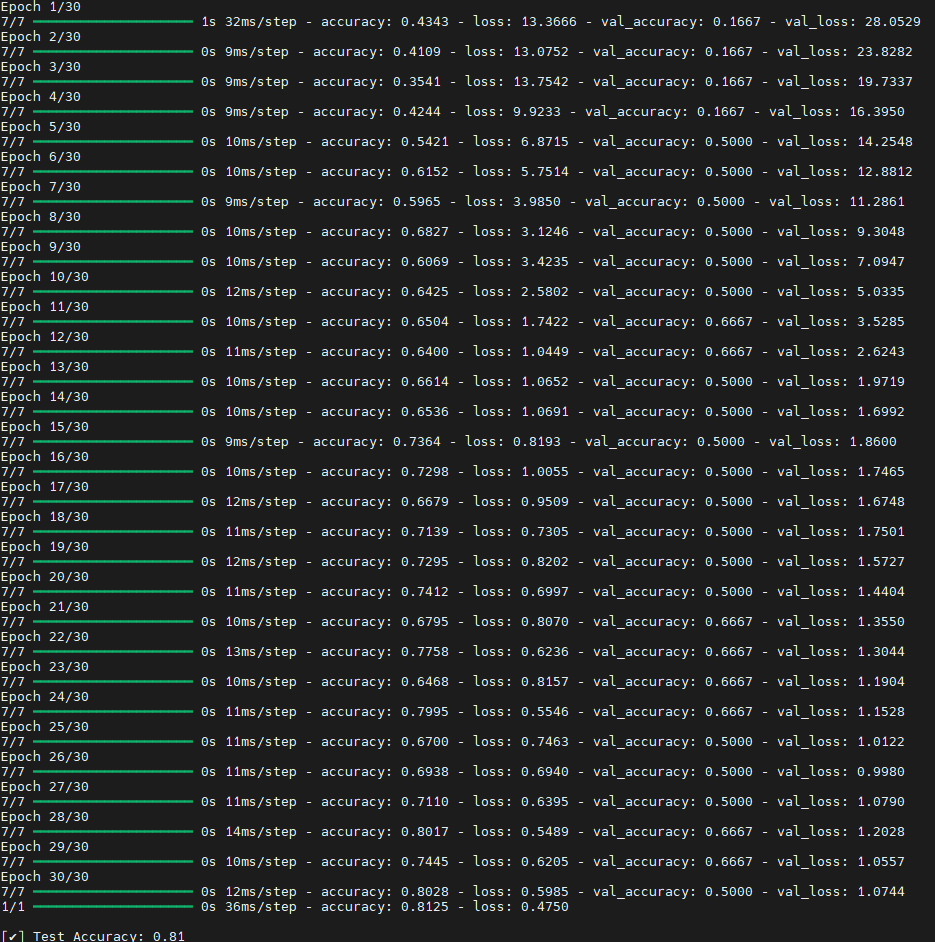 Epoch 1/30
7/7 ━━━━━━━━━━━━━━━━━━━━ 1s 32ms/step - accuracy: 0.4343 - loss: 13.3666 - val_accuracy: 0.1667 - val_loss: 28.0529
Epoch 2/30
7/7 ━━━━━━━━━━━━━━━━━━━━ 0s 9ms/step - accuracy: 0.4109 - loss: 13.0752 - val_accuracy: 0.1667 - val_loss: 23.8282
Epoch 3/30
7/7 ━━━━━━━━━━━━━━━━━━━━ 0s 9ms/step - accuracy: 0.3541 - loss: 13.7542 - val_accuracy: 0.1667 - val_loss: 19.7337
Epoch 4/30
7/7 ━━━━━━━━━━━━━━━━━━━━ 0s 9ms/step - accuracy: 0.4244 - loss: 9.9233 - val_accuracy: 0.1667 - val_loss: 16.3950
Epoch 5/30
7/7 ━━━━━━━━━━━━━━━━━━━━ 0s 10ms/step - accuracy: 0.5421 - loss: 6.8715 - val_accuracy: 0.5000 - val_loss: 14.2548
Epoch 6/30
7/7 ━━━━━━━━━━━━━━━━━━━━ 0s 10ms/step - accuracy: 0.6152 - loss: 5.7514 - val_accuracy: 0.5000 - val_loss: 12.8812
Epoch 7/30
7/7 ━━━━━━━━━━━━━━━━━━━━ 0s 9ms/step - accuracy: 0.5965 - loss: 3.9850 - val_accuracy: 0.5000 - val_loss: 11.2861
Epoch 8/30
7/7 ━━━━━━━━━━━━━━━━━━━━ 0s 10ms/step - accuracy: 0.6827 - loss: 3.1246 - val_accuracy: 0.5000 - val_loss: 9.3048
Epoch 9/30
7/7 ━━━━━━━━━━━━━━━━━━━━ 0s 10ms/step - accuracy: 0.6069 - loss: 3.4235 - val_accuracy: 0.5000 - val_loss: 7.0947
Epoch 10/30
7/7 ━━━━━━━━━━━━━━━━━━━━ 0s 12ms/step - accuracy: 0.6425 - loss: 2.5802 - val_accuracy: 0.5000 - val_loss: 5.0335
Epoch 11/30
7/7 ━━━━━━━━━━━━━━━━━━━━ 0s 10ms/step - accuracy: 0.6504 - loss: 1.7422 - val_accuracy: 0.6667 - val_loss: 3.5285
Epoch 12/30
7/7 ━━━━━━━━━━━━━━━━━━━━ 0s 11ms/step - accuracy: 0.6400 - loss: 1.0449 - val_accuracy: 0.6667 - val_loss: 2.6243
Epoch 13/30
7/7 ━━━━━━━━━━━━━━━━━━━━ 0s 10ms/step - accuracy: 0.6614 - loss: 1.0652 - val_accuracy: 0.5000 - val_loss: 1.9719
Epoch 14/30
7/7 ━━━━━━━━━━━━━━━━━━━━ 0s 10ms/step - accuracy: 0.6536 - loss: 1.0691 - val_accuracy: 0.5000 - val_loss: 1.6992
Epoch 15/30
7/7 ━━━━━━━━━━━━━━━━━━━━ 0s 9ms/step - accuracy: 0.7364 - loss: 0.8193 - val_accuracy: 0.5000 - val_loss: 1.8600
Epoch 16/30
7/7 ━━━━━━━━━━━━━━━━━━━━ 0s 10ms/step - accuracy: 0.7298 - loss: 1.0055 - val_accuracy: 0.5000 - val_loss: 1.7465
Epoch 17/30
7/7 ━━━━━━━━━━━━━━━━━━━━ 0s 12ms/step - accuracy: 0.6679 - loss: 0.9509 - val_accuracy: 0.5000 - val_loss: 1.6748
Epoch 18/30
7/7 ━━━━━━━━━━━━━━━━━━━━ 0s 11ms/step - accuracy: 0.7139 - loss: 0.7305 - val_accuracy: 0.5000 - val_loss: 1.7501
Epoch 19/30
7/7 ━━━━━━━━━━━━━━━━━━━━ 0s 12ms/step - accuracy: 0.7295 - loss: 0.8202 - val_accuracy: 0.5000 - val_loss: 1.5727
Epoch 20/30
7/7 ━━━━━━━━━━━━━━━━━━━━ 0s 11ms/step - accuracy: 0.7412 - loss: 0.6997 - val_accuracy: 0.5000 - val_loss: 1.4404
Epoch 21/30
7/7 ━━━━━━━━━━━━━━━━━━━━ 0s 10ms/step - accuracy: 0.6795 - loss: 0.8070 - val_accuracy: 0.6667 - val_loss: 1.3550
Epoch 22/30
7/7 ━━━━━━━━━━━━━━━━━━━━ 0s 13ms/step - accuracy: 0.7758 - loss: 0.6236 - val_accuracy: 0.6667 - val_loss: 1.3044
Epoch 23/30
7/7 ━━━━━━━━━━━━━━━━━━━━ 0s 10ms/step - accuracy: 0.6468 - loss: 0.8157 - val_accuracy: 0.6667 - val_loss: 1.1904
Epoch 24/30
7/7 ━━━━━━━━━━━━━━━━━━━━ 0s 11ms/step - accuracy: 0.7995 - loss: 0.5546 - val_accuracy: 0.6667 - val_loss: 1.1528
Epoch 25/30
7/7 ━━━━━━━━━━━━━━━━━━━━ 0s 11ms/step - accuracy: 0.6700 - loss: 0.7463 - val_accuracy: 0.5000 - val_loss: 1.0122
Epoch 26/30
7/7 ━━━━━━━━━━━━━━━━━━━━ 0s 11ms/step - accuracy: 0.6938 - loss: 0.6940 - val_accuracy: 0.5000 - val_loss: 0.9980
Epoch 27/30
7/7 ━━━━━━━━━━━━━━━━━━━━ 0s 11ms/step - accuracy: 0.7110 - loss: 0.6395 - val_accuracy: 0.5000 - val_loss: 1.0790
Epoch 28/30
7/7 ━━━━━━━━━━━━━━━━━━━━ 0s 14ms/step - accuracy: 0.8017 - loss: 0.5489 - val_accuracy: 0.6667 - val_loss: 1.2028
Epoch 29/30
7/7 ━━━━━━━━━━━━━━━━━━━━ 0s 10ms/step - accuracy: 0.7445 - loss: 0.6205 - val_accuracy: 0.6667 - val_loss: 1.0557
Epoch 30/30
7/7 ━━━━━━━━━━━━━━━━━━━━ 0s 12ms/step - accuracy: 0.8028 - loss: 0.5985 - val_accuracy: 0.5000 - val_loss: 1.0744
1/1 ━━━━━━━━━━━━━━━━━━━━ 0s 36ms/step - accuracy: 0.8125 - loss: 0.4750
[✔] Test Accuracy: 0.81